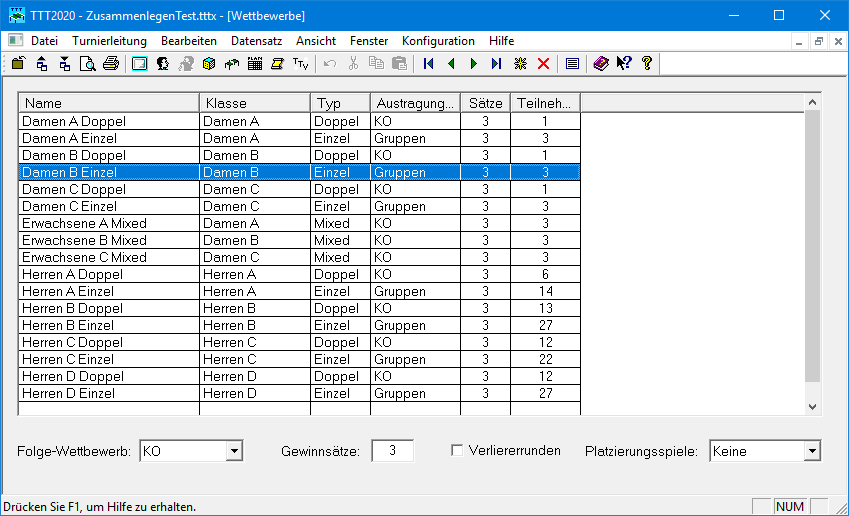 TTT2020 - ZusammenlegenTest.tttx - [Wettbewerbe]
Datei Turnierleitung Bearbeiten Datensatz Ansicht Fenster Konfiguration Hilfe
Name Klasse Typ Austragung... Sätze Teilneh...
Damen A Doppel Damen A Doppel KO 3 1
Damen A Einzel Damen A Einzel Gruppen 3 3
Damen B Doppel Damen B Doppel KO 3 1
Damen B Einzel Damen B Einzel Gruppen 3 3
Damen C Doppel Damen C Doppel KO 3 1
Damen C Einzel Damen C Einzel Gruppen 3 3
Erwachsene A Mixed Damen A Mixed KO 3 3
Erwachsene B Mixed Damen B Mixed KO 3 3
Erwachsene C Mixed Damen C Mixed KO 3 3
Herren A Doppel Herren A Doppel KO 3 6
Herren A Einzel Herren A Einzel Gruppen 3 14
Herren B Doppel Herren B Doppel KO 3 13
Herren B Einzel Herren B Einzel Gruppen 3 27
Herren C Doppel Herren C Doppel KO 3 12
Herren C Einzel Herren C Einzel Gruppen 3 22
Herren D Doppel Herren D Doppel KO 3 12
Herren D Einzel Herren D Einzel Gruppen 3 27
Folge-Wettbewerb: KO Gewinnsätze: 3 Verliererrunden Platzierungsspiele: Keine
Drücken Sie F1, um Hilfe zu erhalten. NUM